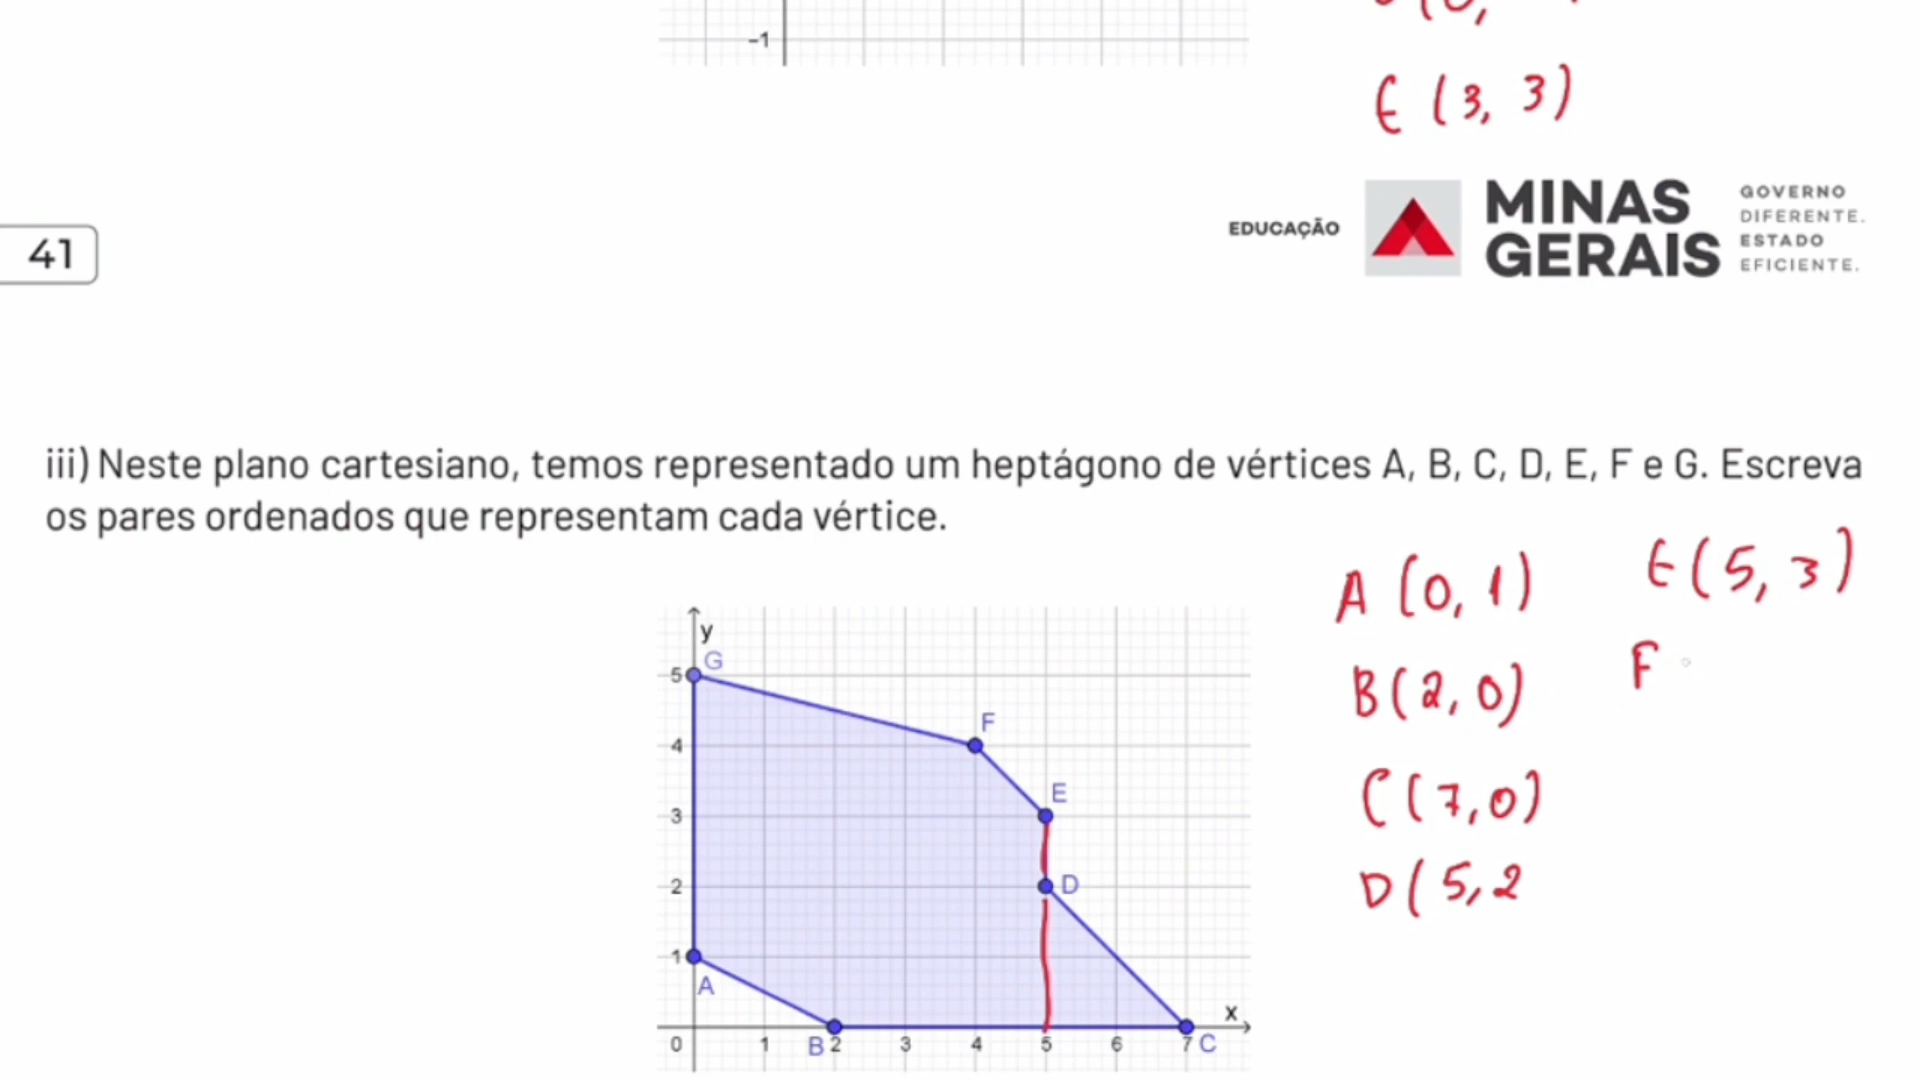 -1
E (3, 3)
41
EDUCAÇÃO
MINAS
GERAIS
GOVERNO
DIFERENTE.
ESTADO
EFICIENTE.
iii) Neste plano cartesiano, temos representado um heptágono de vértices A, B, C, D, E, F e G. Escreva
os pares ordenados que representam cada vértice.
A (0, 1)
B (2, 0)
C (7, 0)
D ( 5, 2
E (5, 3)
F
y
G
5
F
4
E
3
D
2
1
A
x
0 1 B 2 3 4 5 6 7 C